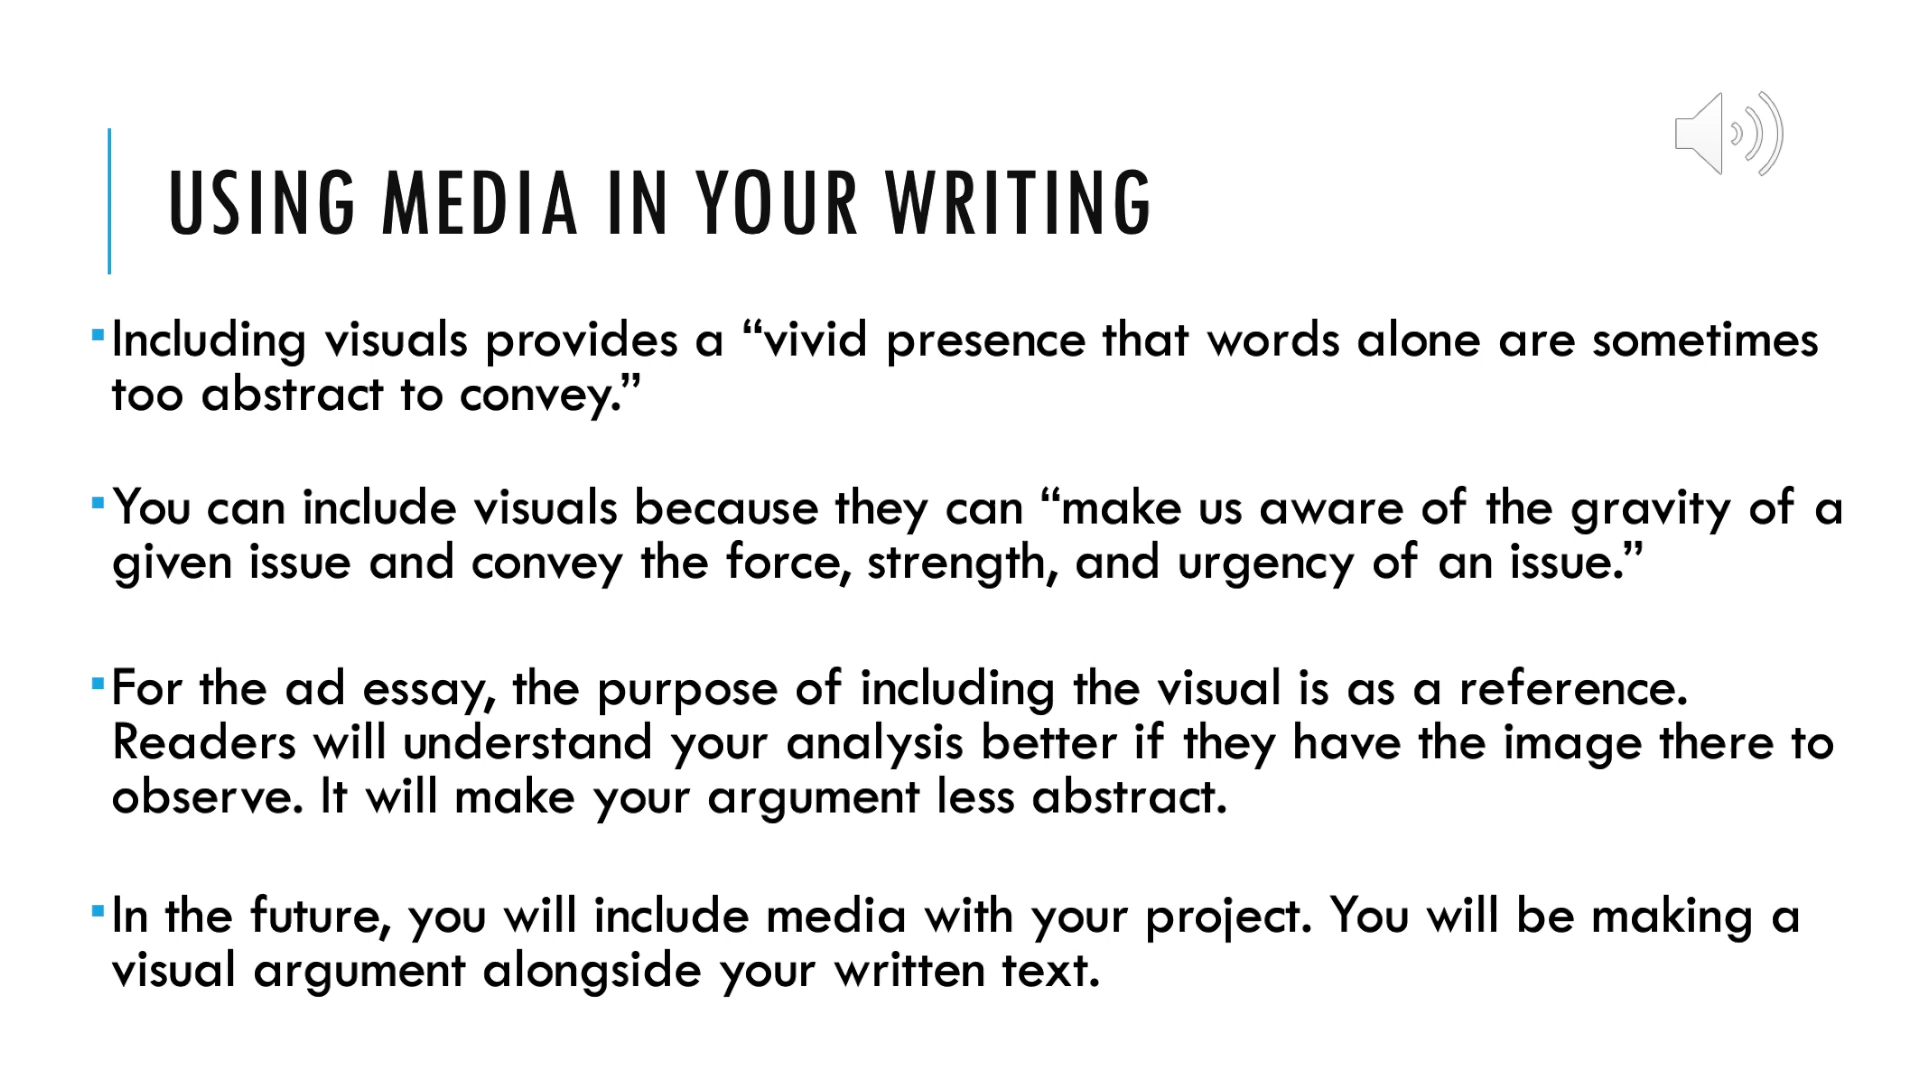 USING MEDIA IN YOUR WRITING
Including visuals provides a “vivid presence that words alone are sometimes
too abstract to convey.”
You can include visuals because they can “make us aware of the gravity of a
given issue and convey the force, strength, and urgency of an issue.”
For the ad essay, the purpose of including the visual is as a reference.
Readers will understand your analysis better if they have the image there to
observe. It will make your argument less abstract.
In the future, you will include media with your project. You will be making a
visual argument alongside your written text.